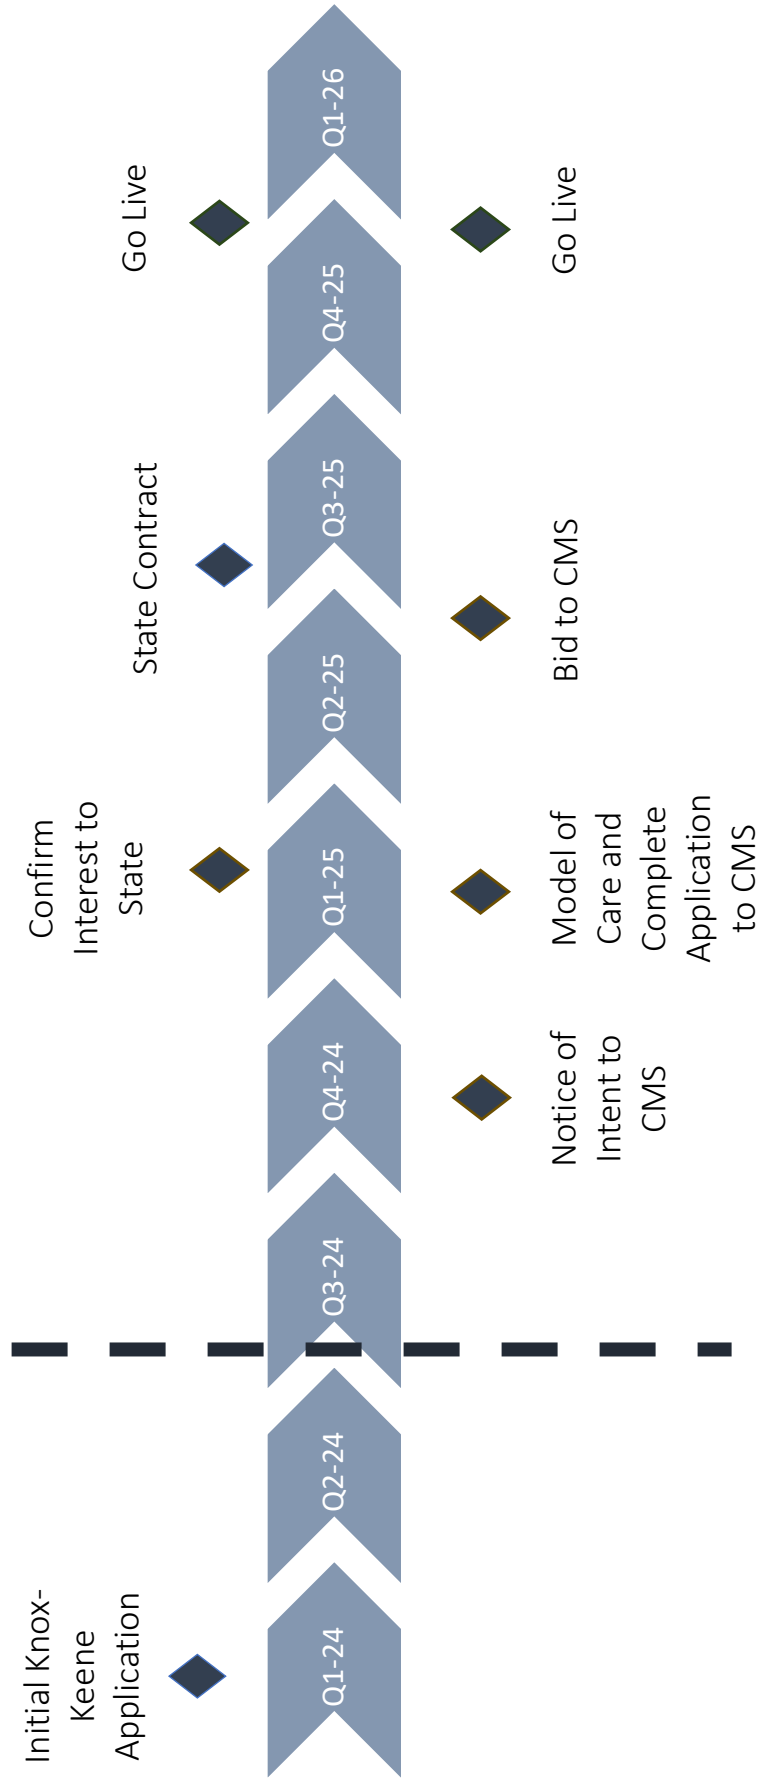 Initial Knox-
Keene
Application
Confirm
Interest to
State
State Contract
Go Live
Q1-24
Q2-24
Q3-24
Q4-24
Q1-25
Q2-25
Q3-25
Q4-25
Q1-26
Notice of
Intent to
CMS
Model of
Care and
Complete
Application
to CMS
Bid to CMS
Go Live